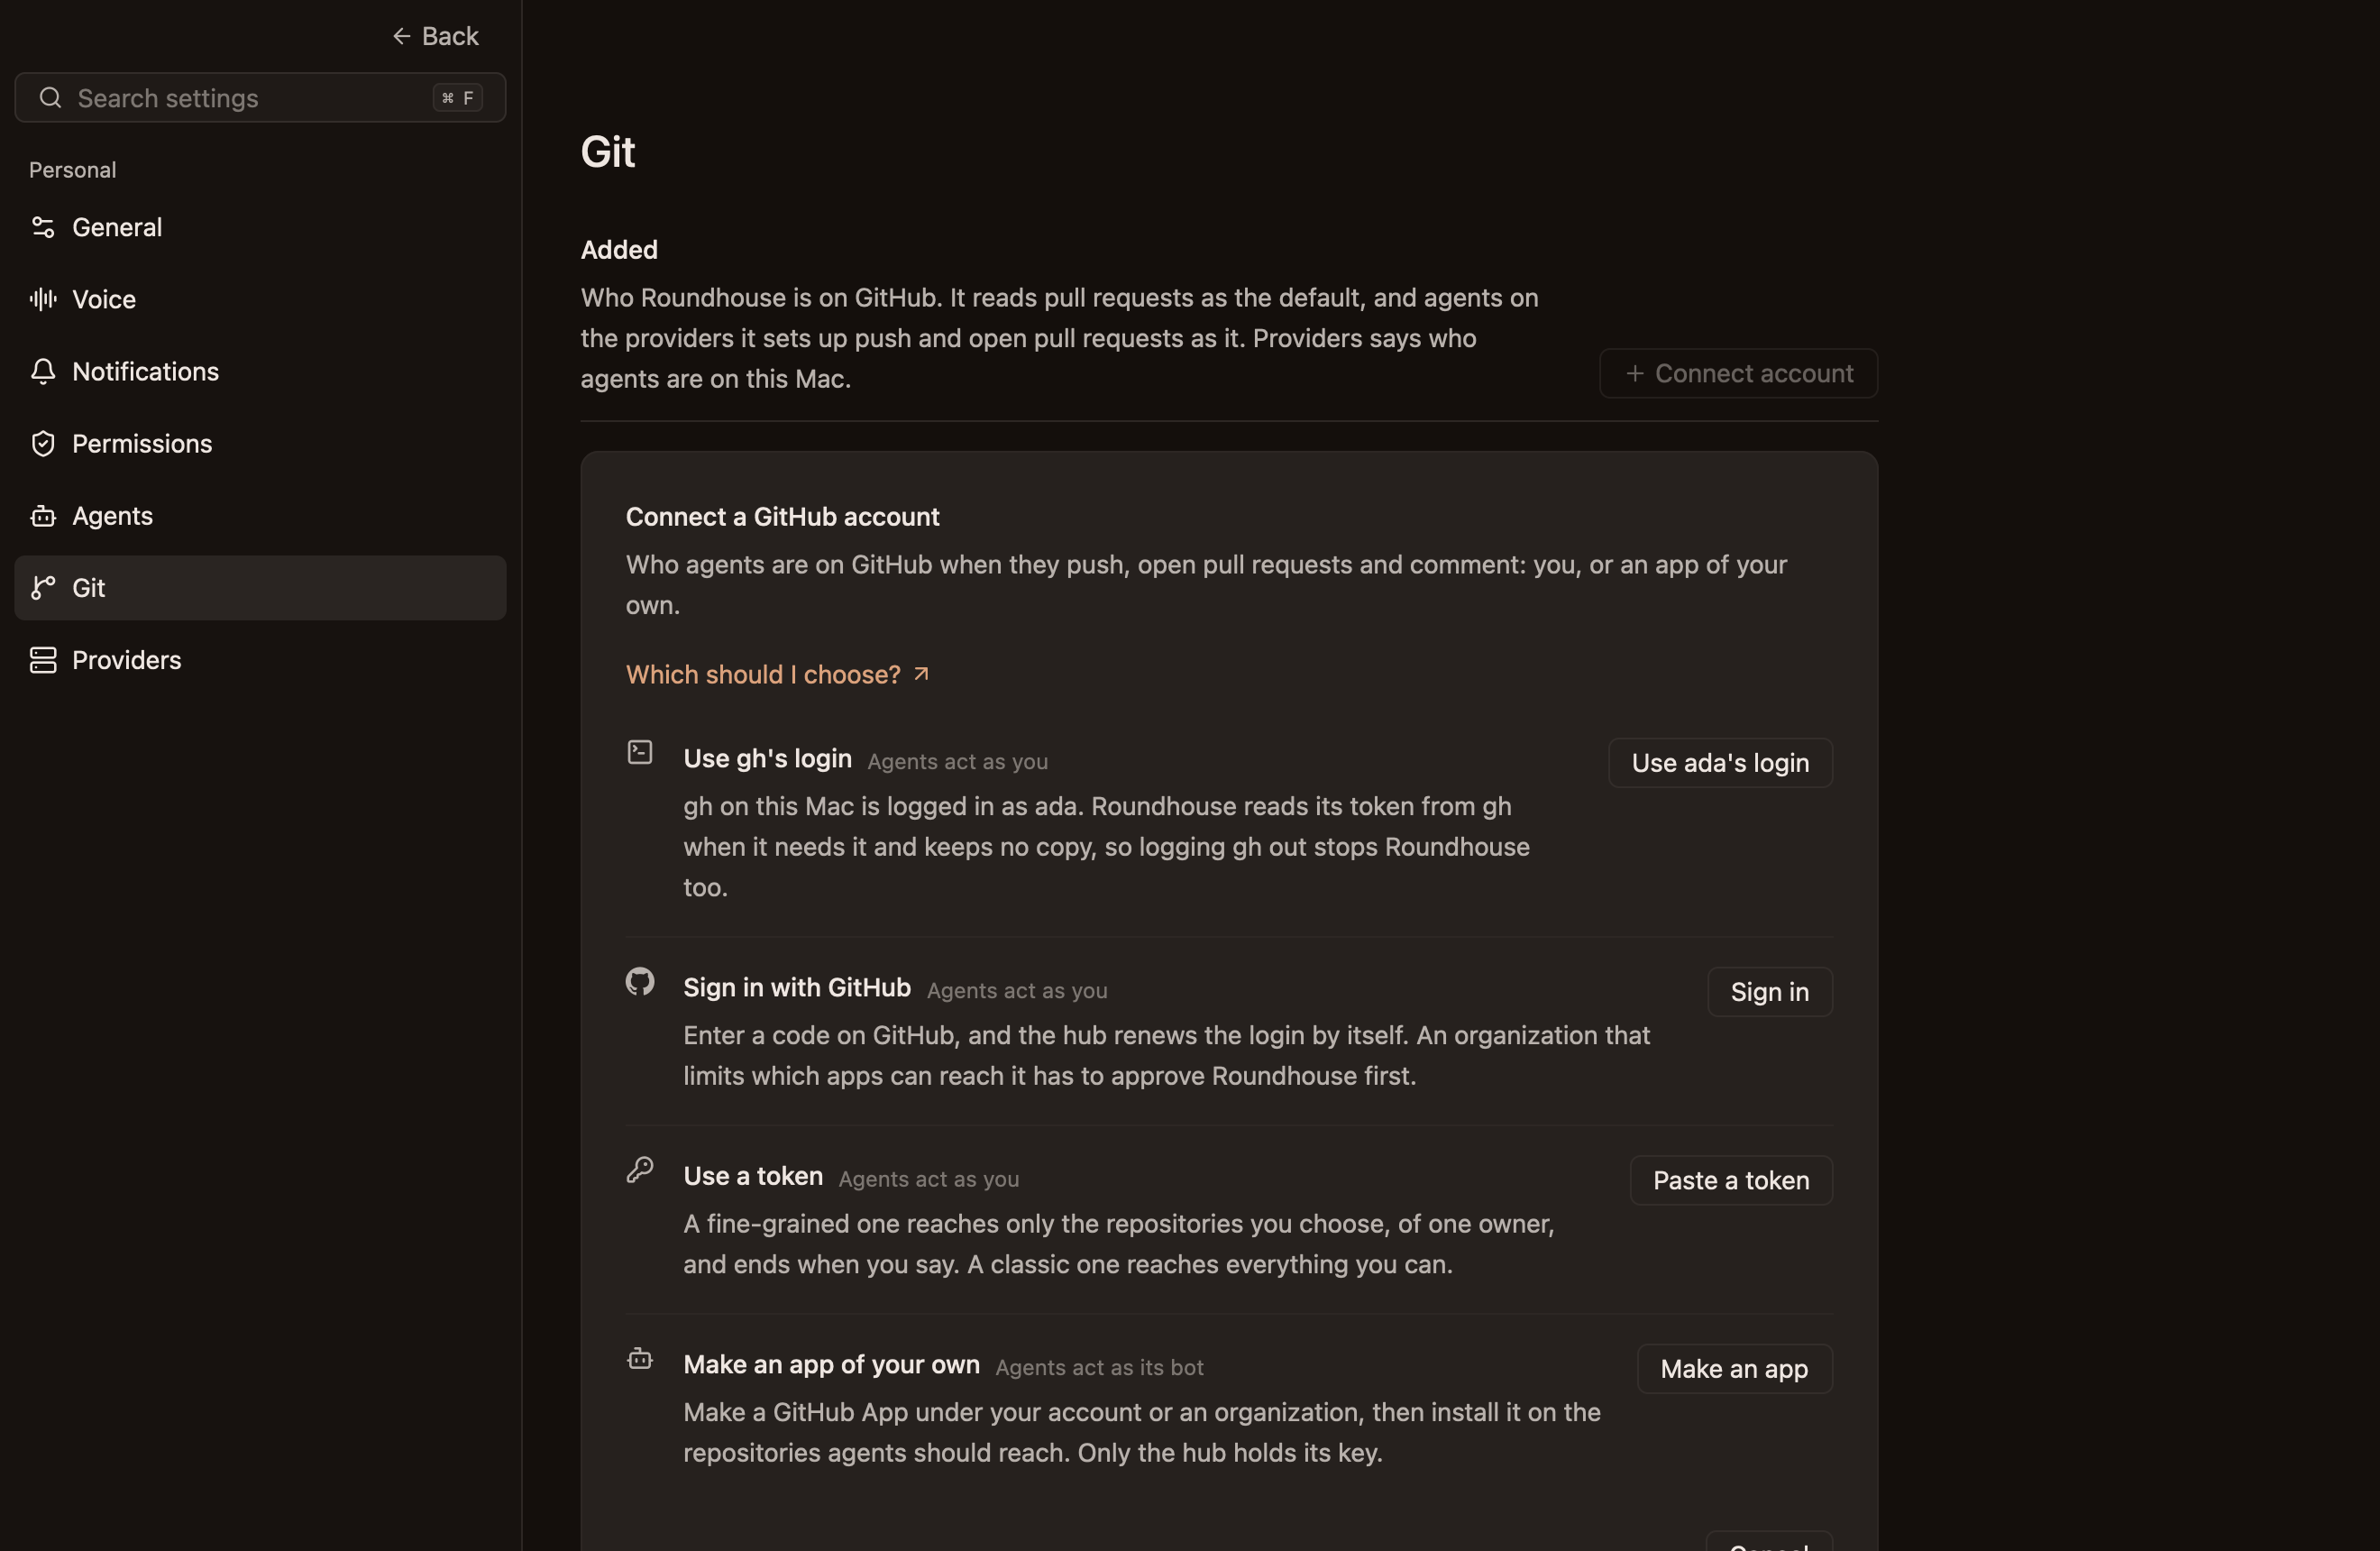 Back
Search settings
⌘ F
Personal
General
Voice
Notifications
Permissions
Agents
Git
Providers
Git
Added
Who Roundhouse is on GitHub. It reads pull requests as the default, and agents on
the providers it sets up push and open pull requests as it. Providers says who
agents are on this Mac.
+ Connect account
Connect a GitHub account
Who agents are on GitHub when they push, open pull requests and comment: you, or an app of your
own.
Which should I choose? ↗
Use gh's login Agents act as you
Use ada's login
gh on this Mac is logged in as ada. Roundhouse reads its token from gh
when it needs it and keeps no copy, so logging gh out stops Roundhouse
too.
Sign in with GitHub Agents act as you
Sign in
Enter a code on GitHub, and the hub renews the login by itself. An organization that
limits which apps can reach it has to approve Roundhouse first.
Use a token Agents act as you
Paste a token
A fine-grained one reaches only the repositories you choose, of one owner,
and ends when you say. A classic one reaches everything you can.
Make an app of your own Agents act as its bot
Make an app
Make a GitHub App under your account or an organization, then install it on the
repositories agents should reach. Only the hub holds its key.